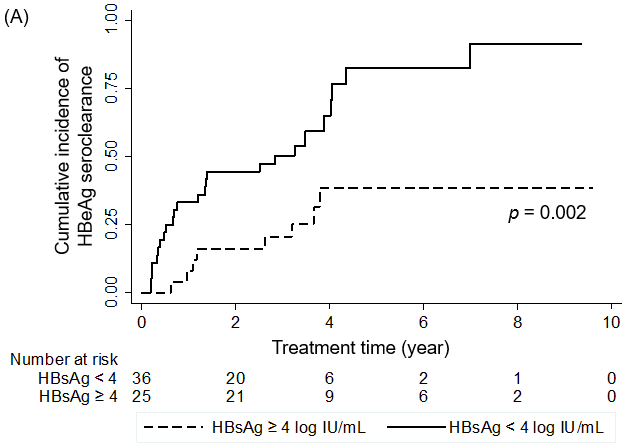 (A)
Cumulative incidence of
HBeAg seroclearance
1.00
0.75
0.50
0.25
0.00
p = 0.002
0 2 4 6 8 10
Treatment time (year)
Number at risk
HBsAg < 4 36 20 6 2 1 0
HBsAg ≥ 4 25 21 9 6 2 0
HBsAg ≥ 4 log IU/mL HBsAg < 4 log IU/mL